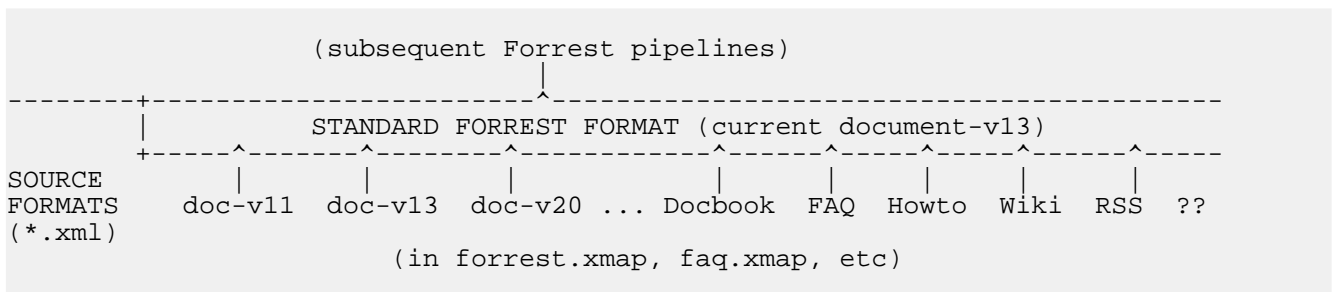 (subsequent Forrest pipelines)
|
--------+------------------------^------------------------------------------
| STANDARD FORREST FORMAT (current document-v13)
+-----^-------^--------^------------^------^-----^-----^------^-----
SOURCE | | | | | | | |
FORMATS doc-v11 doc-v13 doc-v20 ... Docbook FAQ Howto Wiki RSS ??
(*.xml)
(in forrest.xmap, faq.xmap, etc)